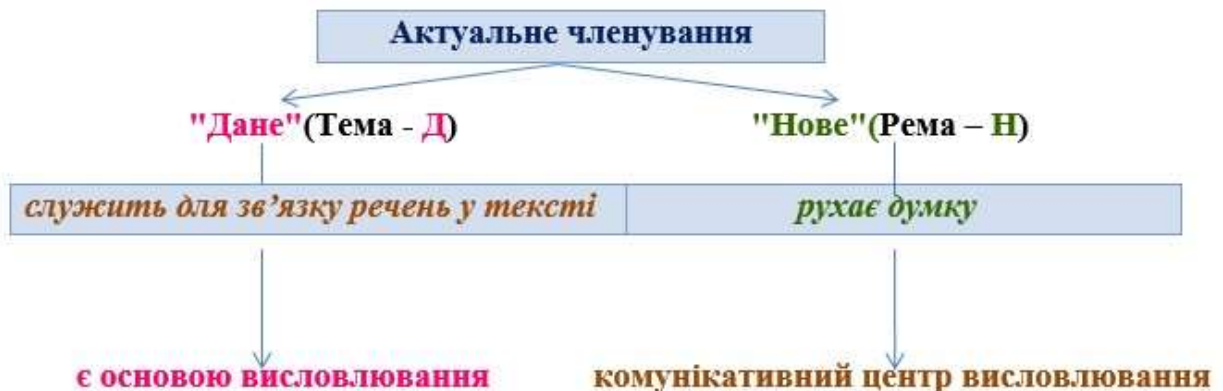 Актуальне членування
"Дане"(Тема - Д) "Нове"(Рема – Н)
служить для зв’язку речень у тексті рухає думку
є основою висловлювання комунікативний центр висловлювання